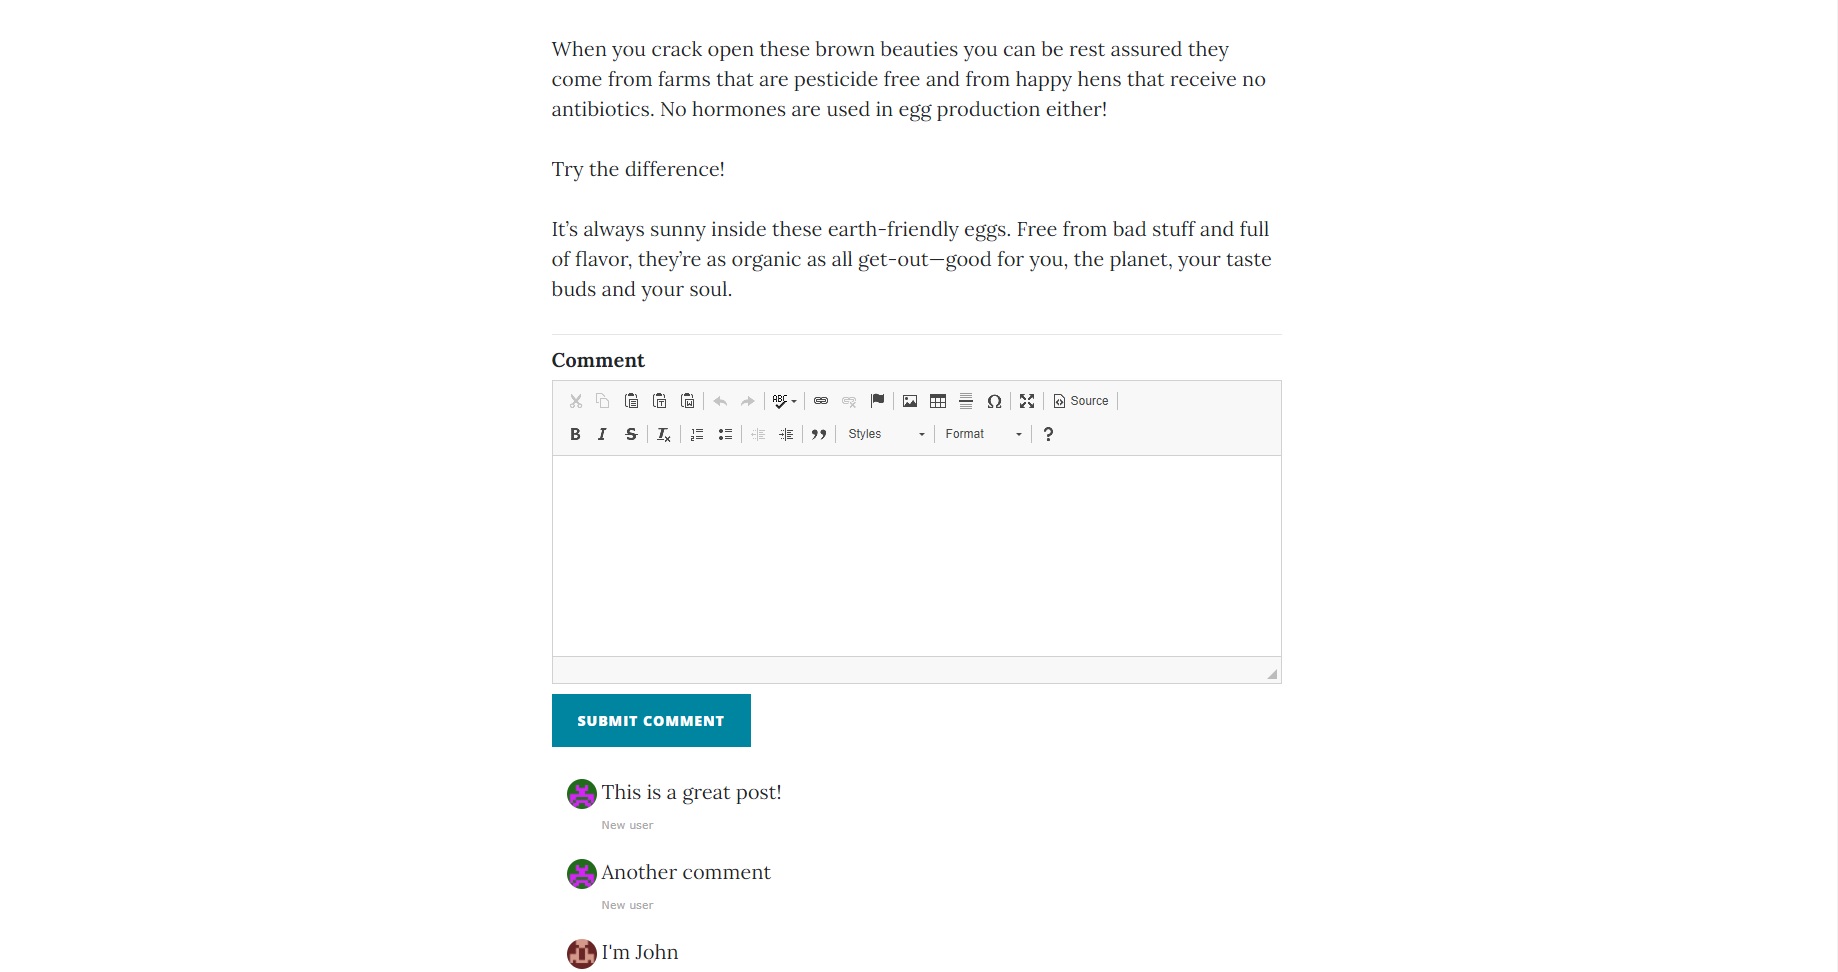 When you crack open these brown beauties you can be rest assured they
come from farms that are pesticide free and from happy hens that receive no
antibiotics. No hormones are used in egg production either!
Try the difference!
It’s always sunny inside these earth-friendly eggs. Free from bad stuff and full
of flavor, they’re as organic as all get-out—good for you, the planet, your taste
buds and your soul.
Comment
ABC Ω Source
B I S Tx Styles Format ?
SUBMIT COMMENT
This is a great post!
New user
Another comment
New user
I'm John